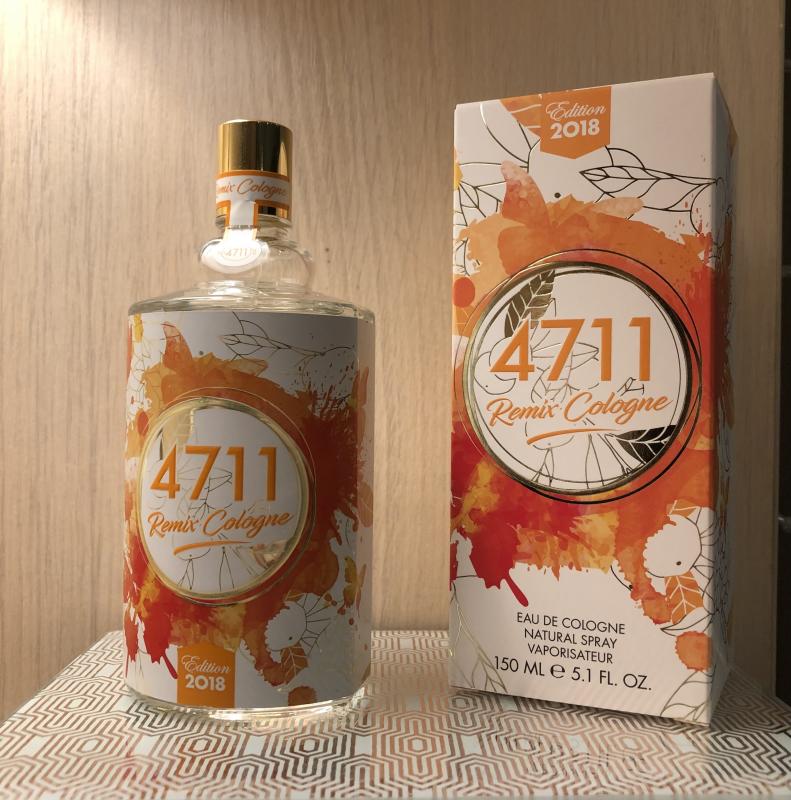 Remix Cologne
4711
4711
Remix Cologne
Edition
2018
Edition
2018
4711
Remix Cologne
EAU DE COLOGNE
NATURAL SPRAY
VAPORISATEUR
150 ML ℮ 5.1 FL. OZ.